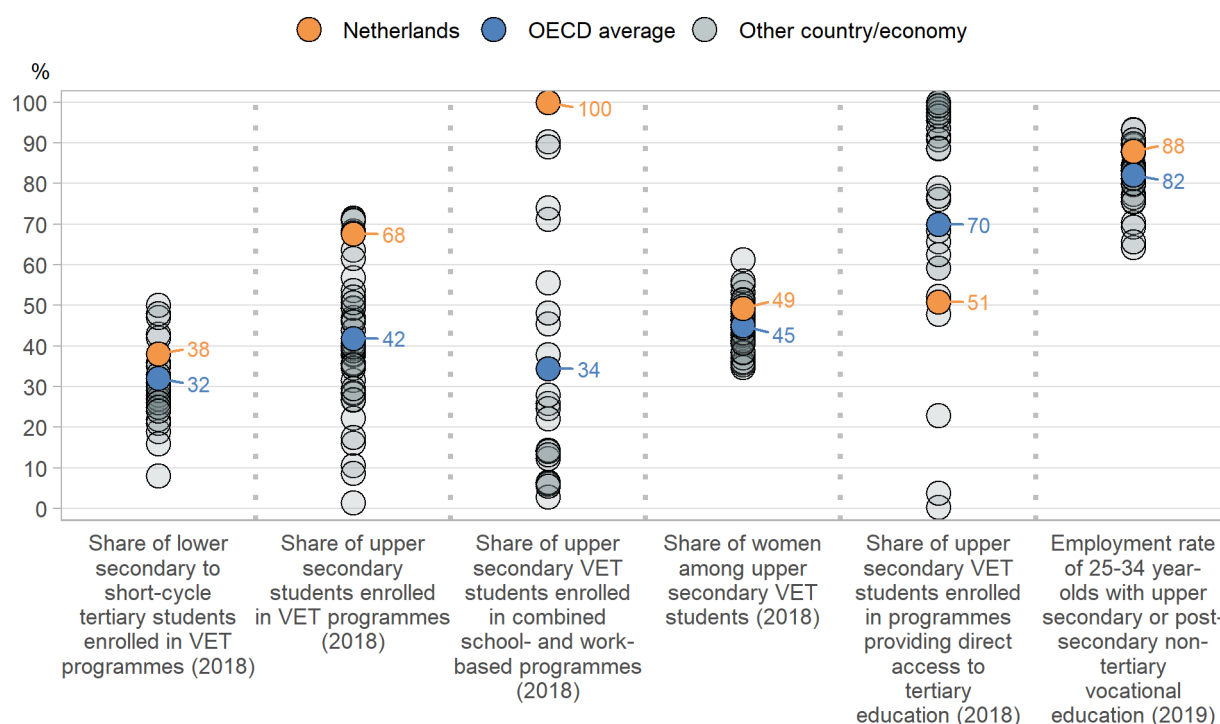 Netherlands OECD average Other country/economy
%
100
90
80
70
60
50
40
30
20
10
0
38
32
68
42
100
34
49
45
70
51
88
82
Share of lower
secondary to
short-cycle
tertiary students
enrolled in VET
programmes (2018)
Share of upper
secondary
students enrolled
in VET programmes
(2018)
Share of upper
secondary VET
students enrolled
in combined
school- and work-
based programmes
(2018)
Share of women
among upper
secondary VET
students (2018)
Share of upper
secondary VET
students enrolled
in programmes
providing direct
access to
tertiary
education (2018)
Employment rate
of 25-34 year-
olds with upper
secondary or post-
secondary non-
tertiary
vocational
education (2019)